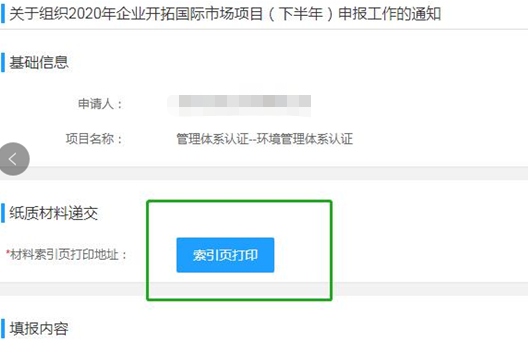 关于组织2020年企业开拓国际市场项目（下半年）申报工作的通知
基础信息
申请人：
项目名称： 管理体系认证--环境管理体系认证
纸质材料递交
*材料索引页打印地址： 索引页打印
填报内容